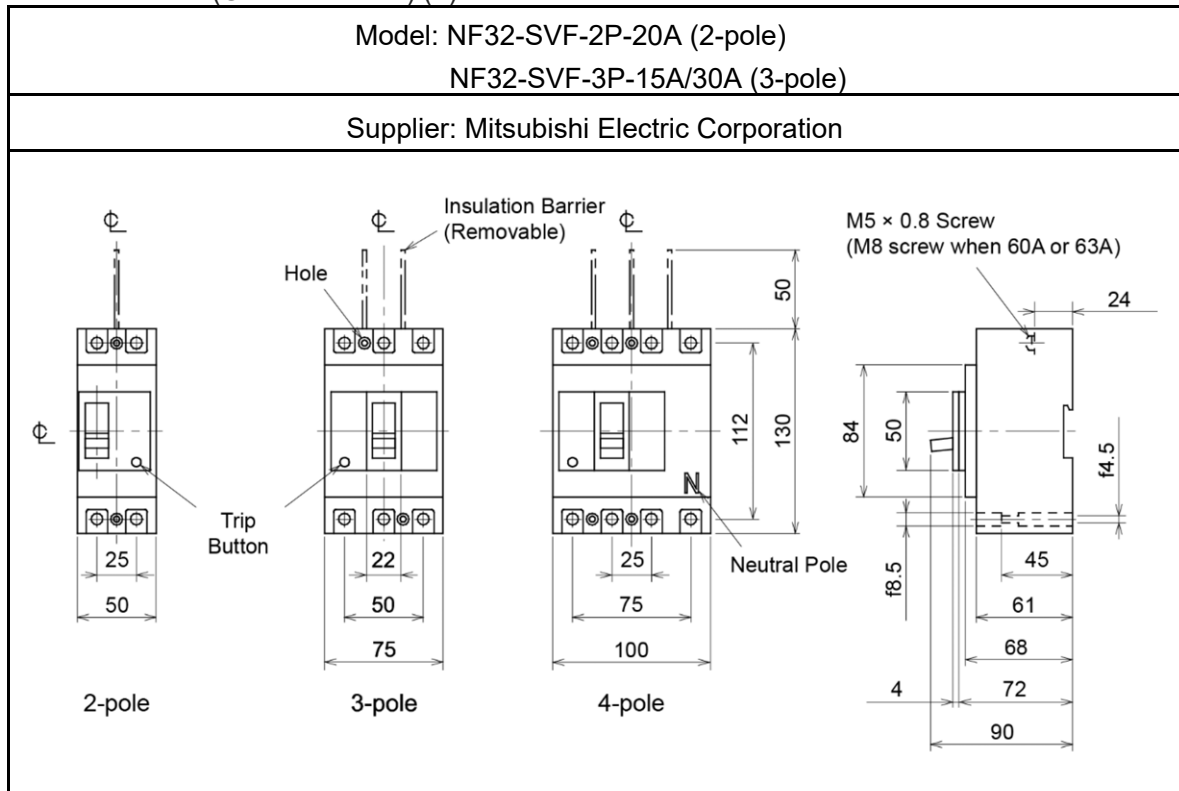 Model: NF32-SVF-2P-20A (2-pole)
NF32-SVF-3P-15A/30A (3-pole)
Supplier: Mitsubishi Electric Corporation
Insulation Barrier
(Removable)
M5 × 0.8 Screw
(M8 screw when 60A or 63A)
Hole
50
24
112
130
84
50
f4.5
N
Trip
Button
Neutral Pole
f8.5
25
22
25
45
50
50
75
61
75
100
68
4
72
90
2-pole
3-pole
4-pole